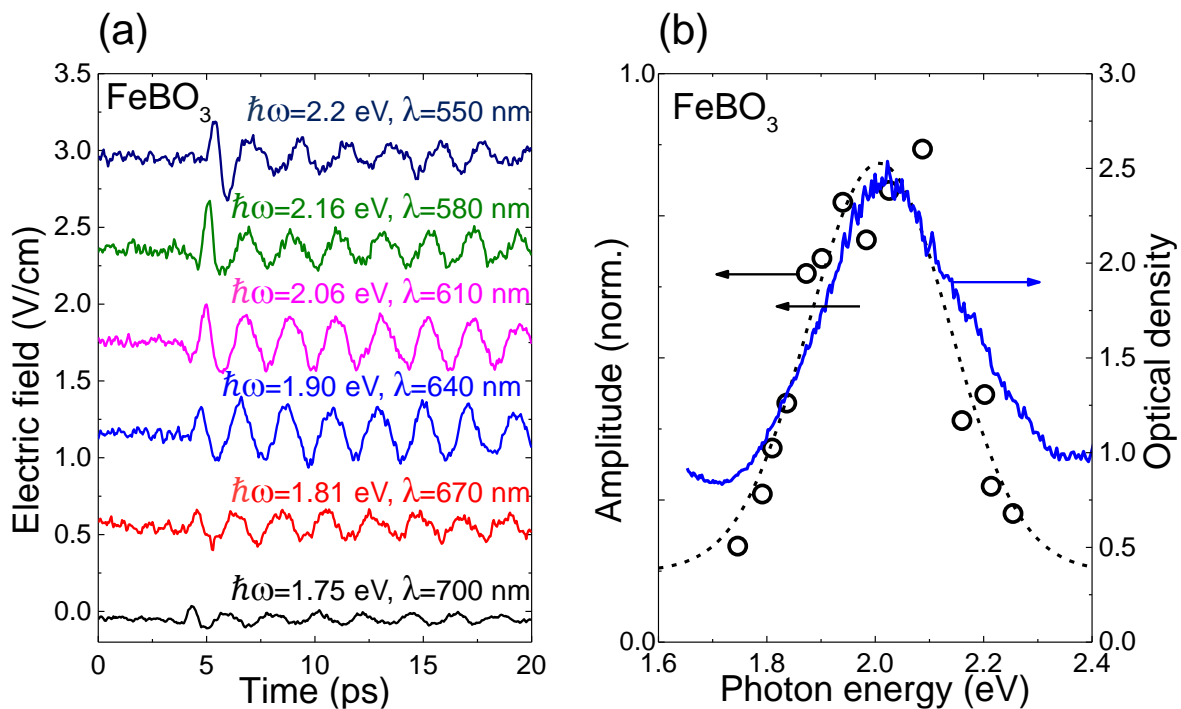 (a)
FeBO₃
ħω=2.2 eV, λ=550 nm
ħω=2.16 eV, λ=580 nm
ħω=2.06 eV, λ=610 nm
ħω=1.90 eV, λ=640 nm
ħω=1.81 eV, λ=670 nm
ħω=1.75 eV, λ=700 nm
Electric field (V/cm)
3.5
3.0
2.5
2.0
1.5
1.0
0.5
0.0
0 5 10 15 20
Time (ps)
(b)
FeBO₃
Amplitude (norm.)
1.0
0.0
1.6 1.8 2.0 2.2 2.4
Photon energy (eV)
3.0
2.5
2.0
1.5
1.0
0.5
0.0
Optical density